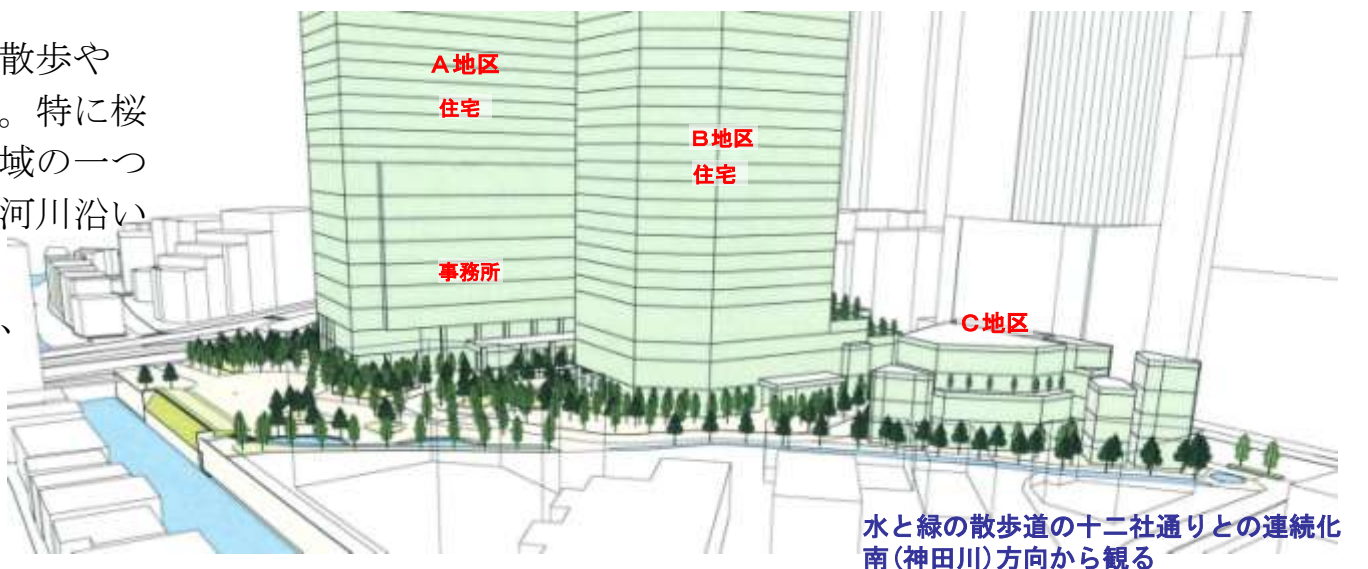 散歩や
。特に桜
域の一つ
河川沿い
、
A地区
住宅
B地区
住宅
事務所
C地区
水と緑の散歩道の十二社通りとの連続化
南(神田川)方向から観る